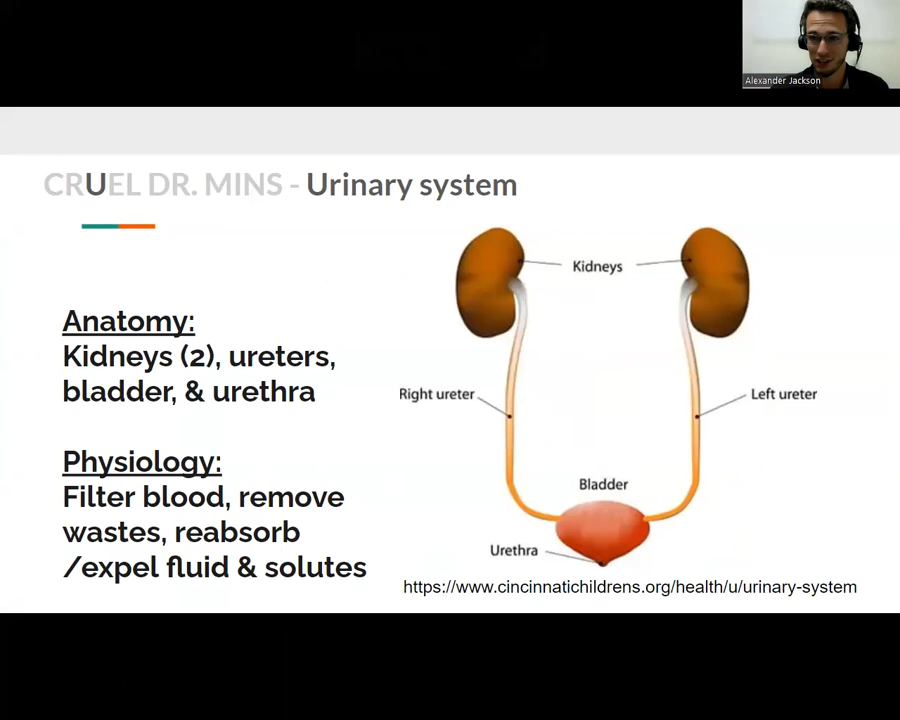 Alexander Jackson
CRUEL DR. MINS - Urinary system
Anatomy:
Kidneys (2), ureters,
bladder, & urethra
Physiology:
Filter blood, remove
wastes, reabsorb
/expel fluid & solutes
Kidneys
Right ureter
Left ureter
Bladder
Urethra
https://www.cincinnatichildrens.org/health/u/urinary-system